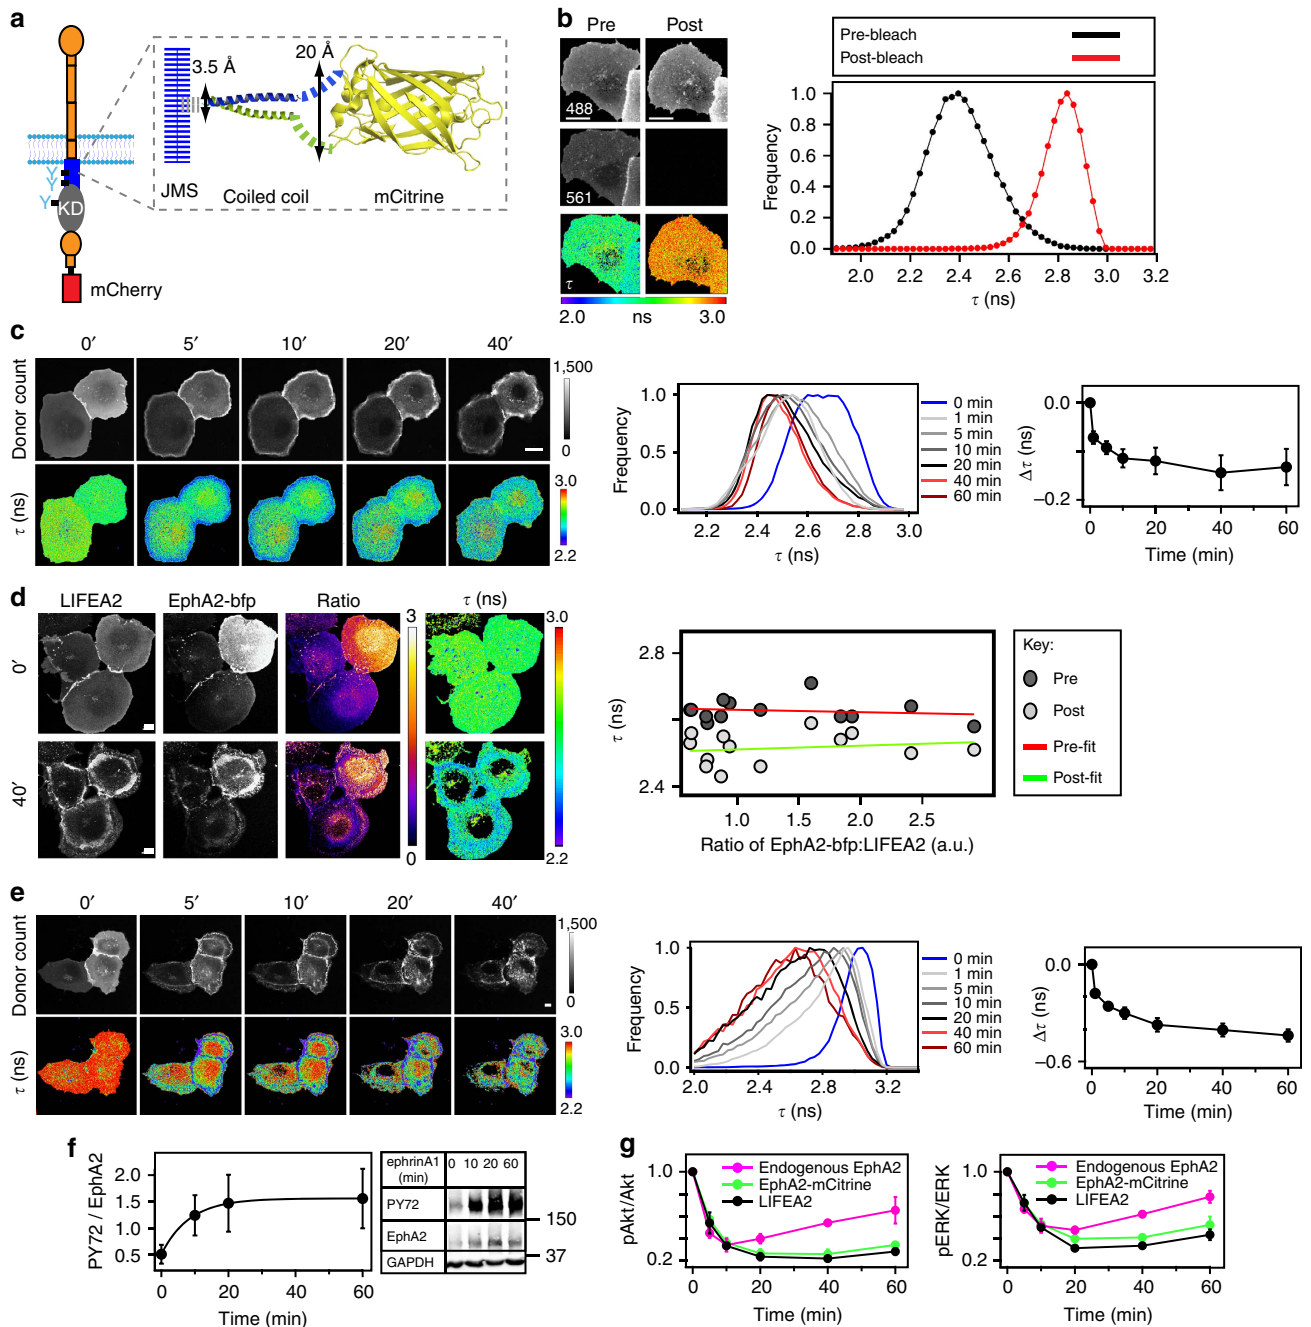 a
3.5 Å
20 Å
JMS
Coiled coil
mCitrine
Y
Y
Y
KD
mCherry
b
Pre
Post
488
561
τ
2.0
ns
3.0
Pre-bleach
Post-bleach
Frequency
1.0
0.8
0.6
0.4
0.2
0.0
2.0
2.2
2.4
2.6
2.8
3.0
3.2
τ (ns)
c
0′
5′
10′
20′
40′
Donor count
τ (ns)
1,500
0
3.0
2.2
Frequency
1.0
0.5
0.0
2.2
2.4
2.6
2.8
3.0
τ (ns)
0 min
1 min
5 min
10 min
20 min
40 min
60 min
Δτ (ns)
0.0
−0.2
0
20
40
60
Time (min)
d
LIFEA2
EphA2-bfp
Ratio
τ (ns)
0′
40′
3
0
3.0
2.2
τ (ns)
2.8
2.6
2.4
1.0
1.5
2.0
2.5
Ratio of EphA2-bfp:LIFEA2 (a.u.)
Key:
Pre
Post
Pre-fit
Post-fit
e
0′
5′
10′
20′
40′
Donor count
τ (ns)
1,500
0
3.0
2.2
Frequency
1.0
0.5
0.0
2.0
2.4
2.8
3.2
τ (ns)
0 min
1 min
5 min
10 min
20 min
40 min
60 min
Δτ (ns)
0.0
−0.6
0
20
40
60
Time (min)
f
PY72 / EphA2
2.0
1.5
1.0
0.5
0
20
40
60
Time (min)
ephrinA1
(min)
0 10 20 60
PY72
EphA2
GAPDH
150
37
g
pAkt/Akt
1.0
0.2
Endogenous EphA2
EphA2-mCitrine
LIFEA2
0
20
40
60
Time (min)
pERK/ERK
1.0
0.2
Endogenous EphA2
EphA2-mCitrine
LIFEA2
0
20
40
60
Time (min)